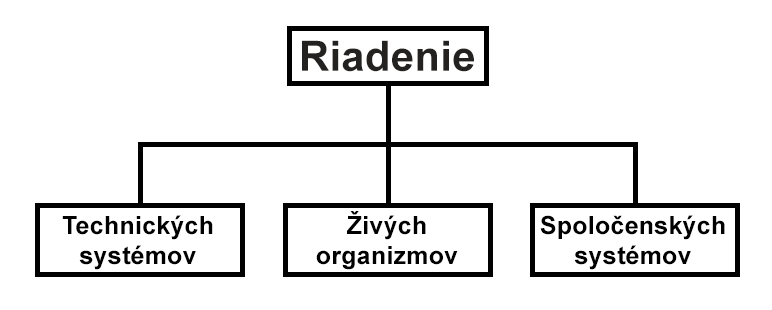 Riadenie
Technických
systémov
Živých
organizmov
Spoločenských
systémov